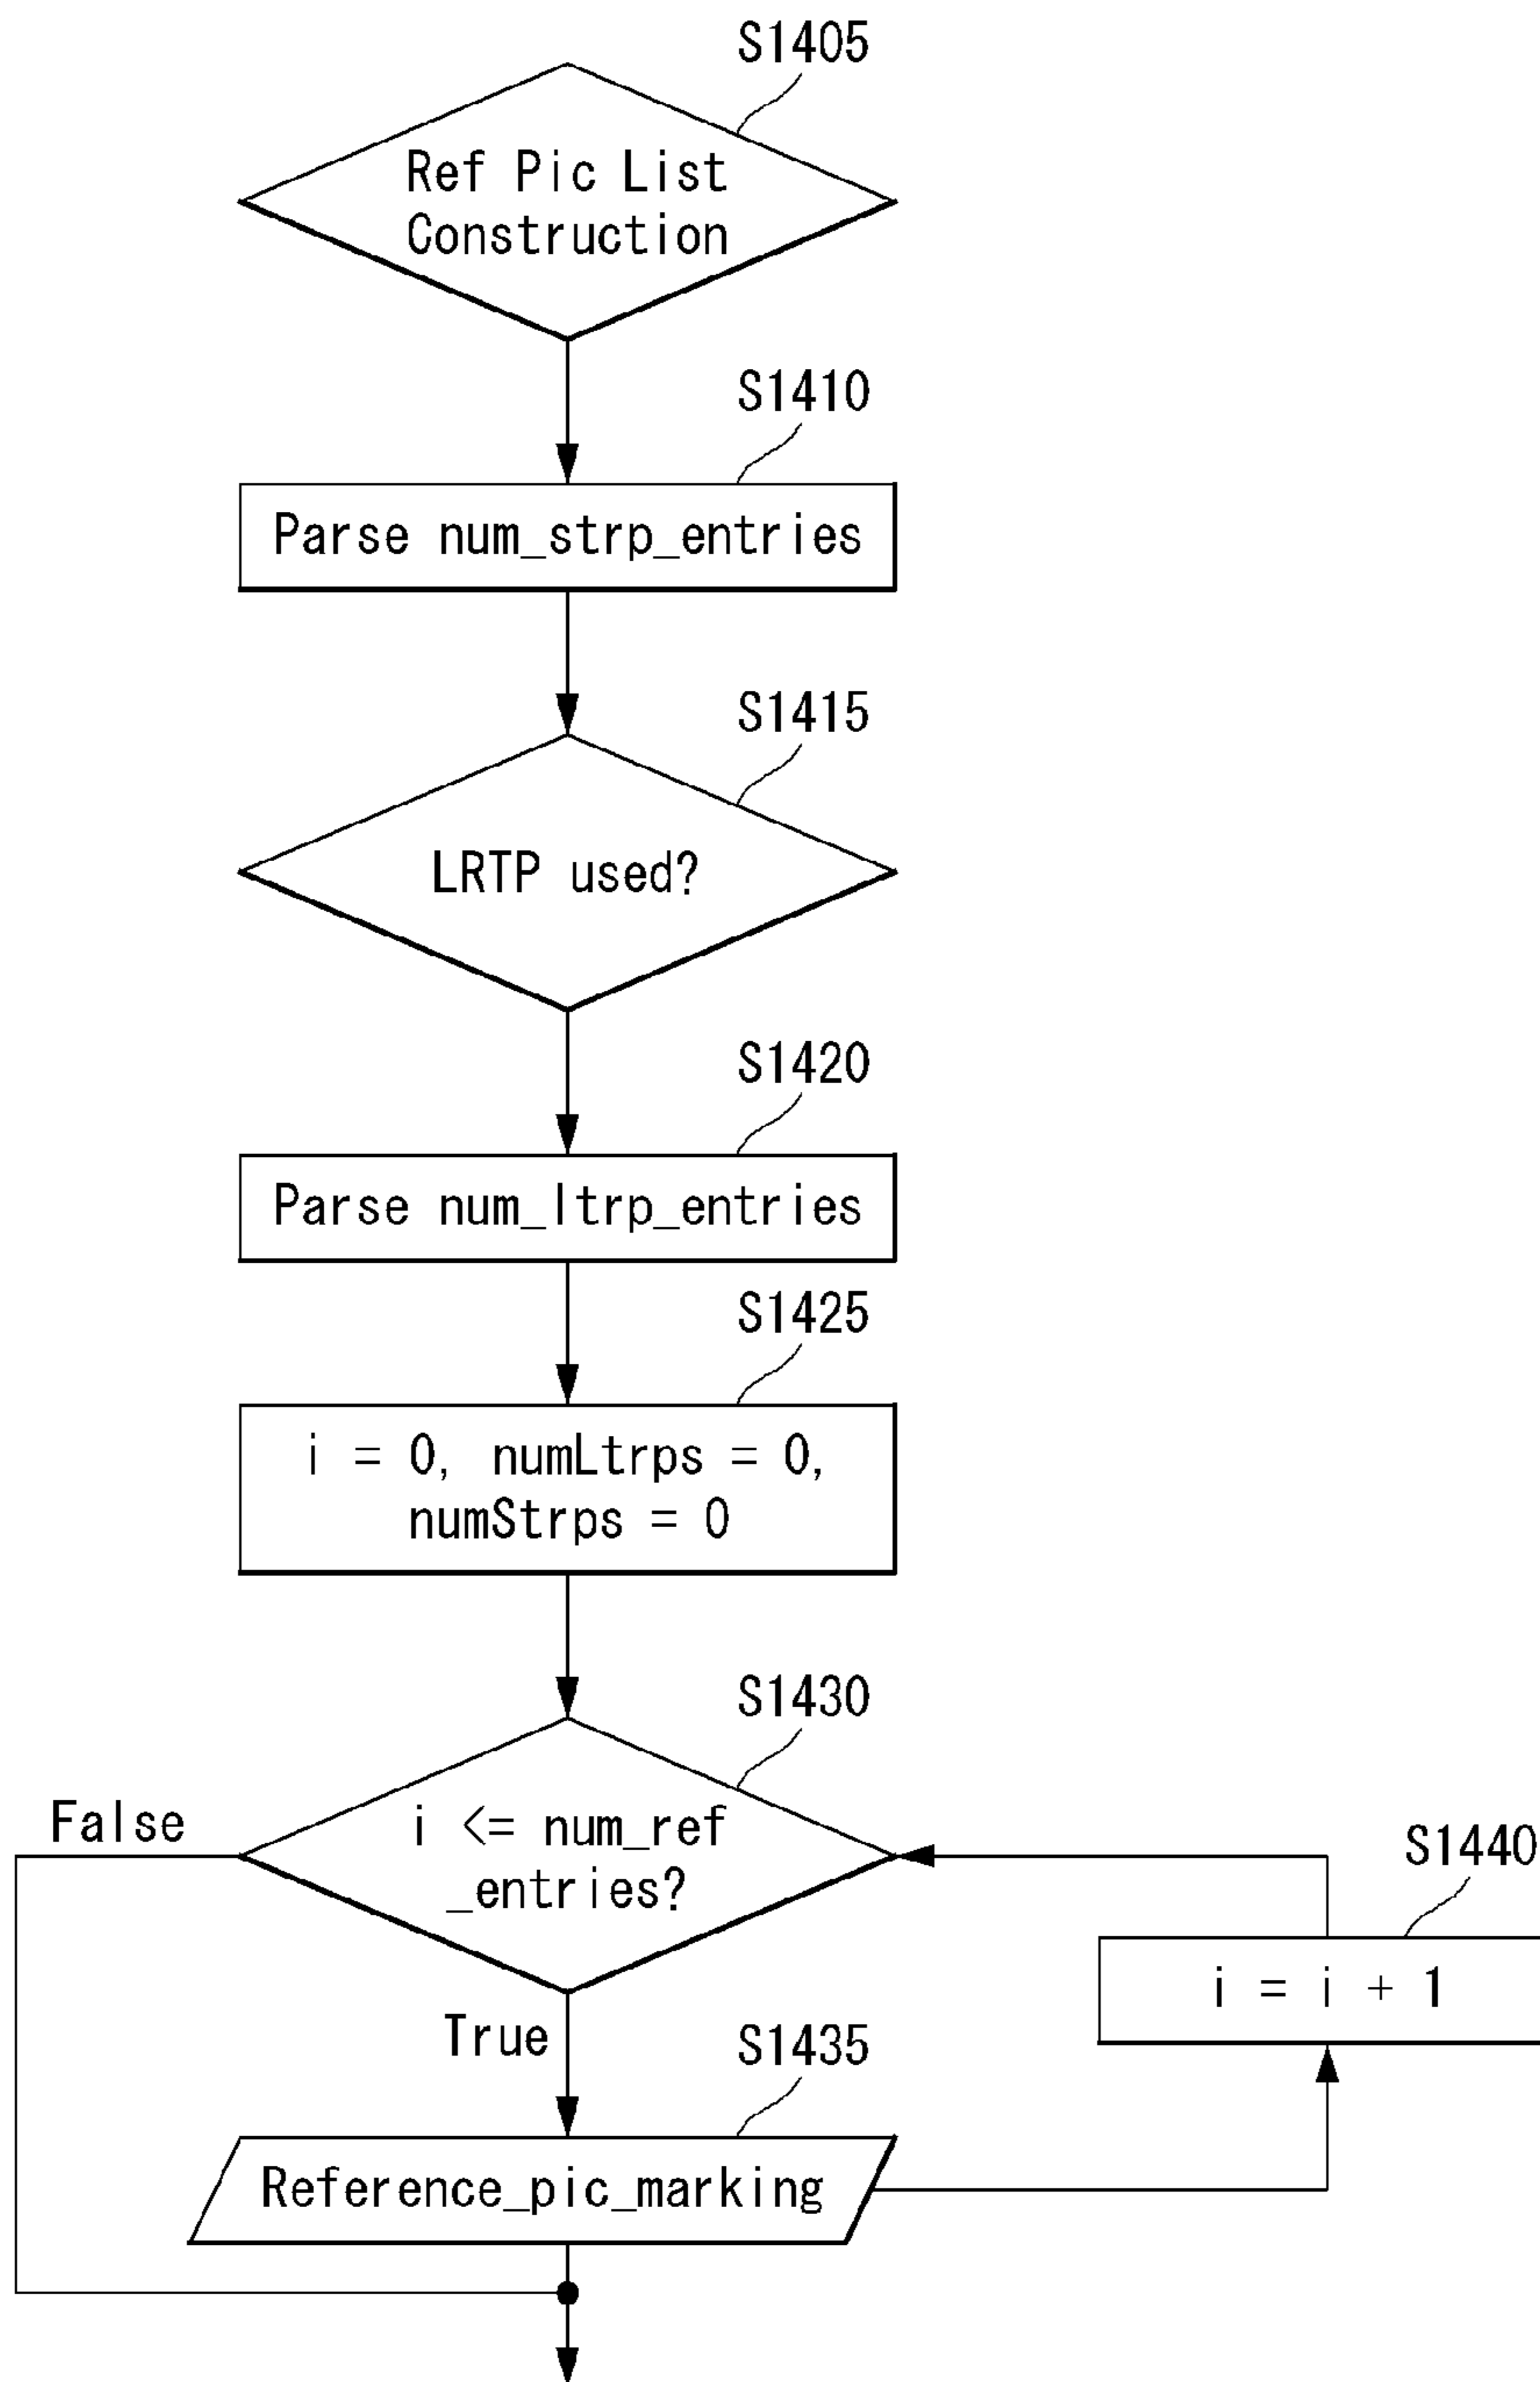 S1405
Ref Pic List
Construction
S1410
Parse num_strp_entries
S1415
LRTP used?
S1420
Parse num_ltrp_entries
S1425
i = 0, numLtrps = 0,
numStrps = 0
S1430
False
i <= num_ref
_entries?
S1440
i = i + 1
True
S1435
Reference_pic_marking